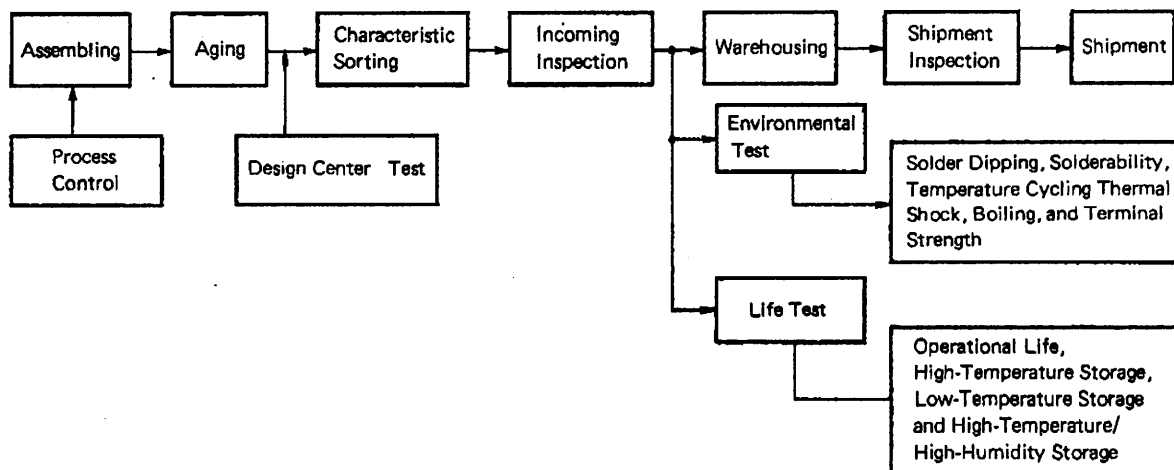 Assembling
Aging
Characteristic
Sorting
Incoming
Inspection
Warehousing
Shipment
Inspection
Shipment
Process
Control
Design Center Test
Environmental
Test
Solder Dipping, Solderability,
Temperature Cycling Thermal
Shock, Boiling, and Terminal
Strength
Life Test
Operational Life,
High-Temperature Storage,
Low-Temperature Storage
and High-Temperature/
High-Humidity Storage